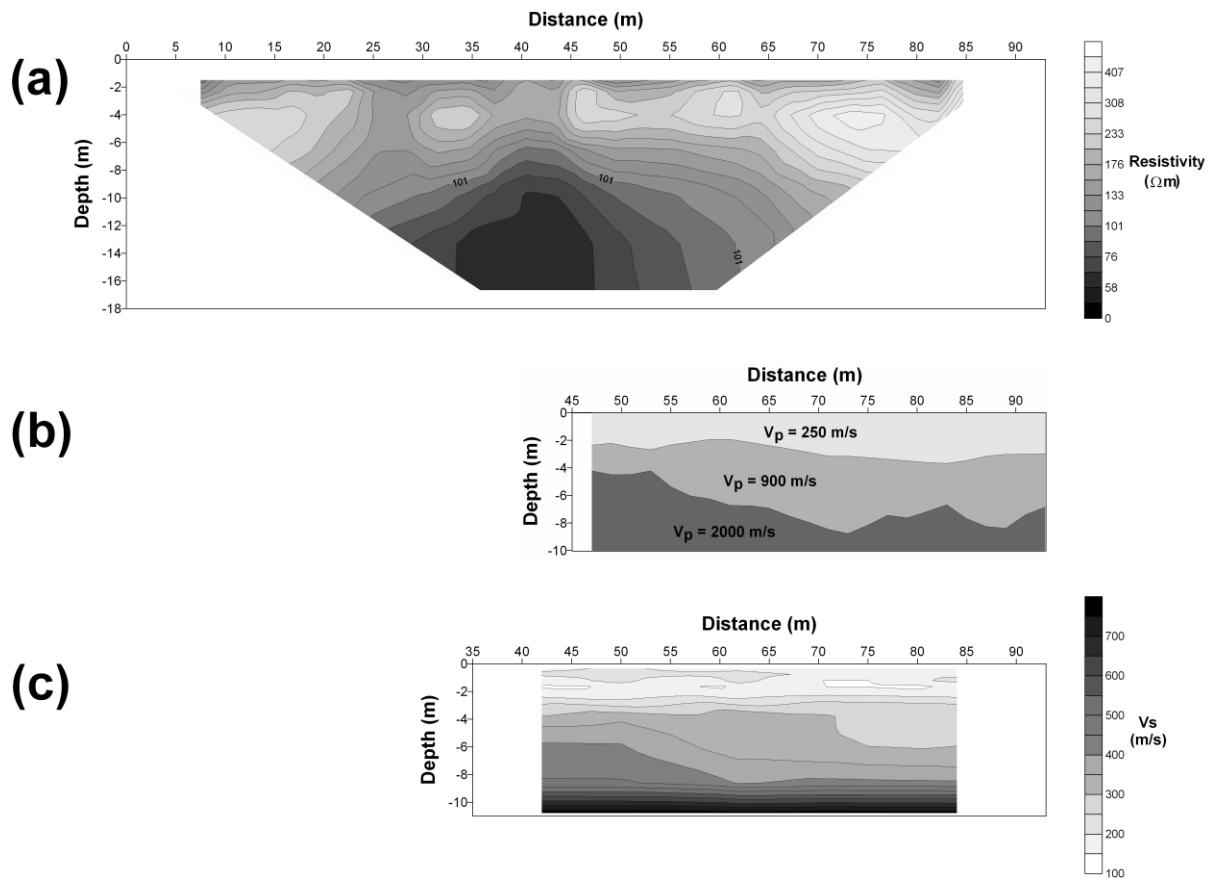 (a)
Distance (m)
0 5 10 15 20 25 30 35 40 45 50 55 60 65 70 75 80 85 90
Depth (m)
0
-2
-4
-6
-8
-10
-12
-14
-16
-18
101
101
101
407
308
233
176
133
101
76
58
0
Resistivity
(Ωm)
(b)
Distance (m)
45 50 55 60 65 70 75 80 85 90
Depth (m)
0
-2
-4
-6
-8
-10
Vp = 250 m/s
Vp = 900 m/s
Vp = 2000 m/s
(c)
Distance (m)
35 40 45 50 55 60 65 70 75 80 85 90
Depth (m)
0
-2
-4
-6
-8
-10
700
600
500
400
300
200
100
Vs
(m/s)